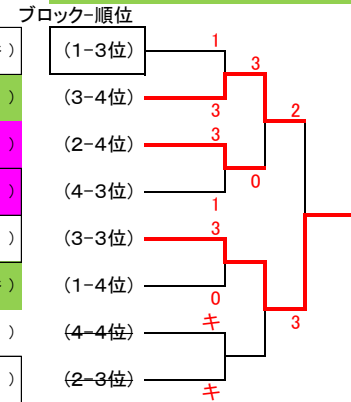 ブロック-順位
) (1-3位) 1
3
) (3-4位) 3
2
) (2-4位) 3
0
) (4-3位) 1
) (3-3位) 3
) (1-4位) 0
3
) (4-4位) キ
) (2-3位) キ